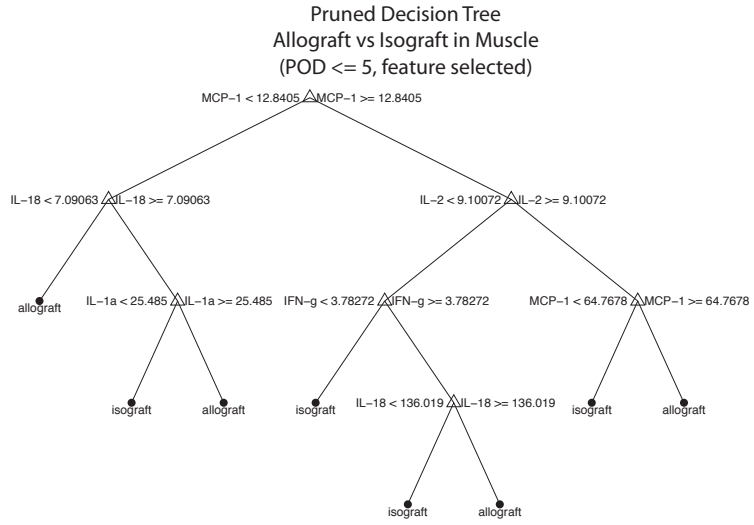 Pruned Decision Tree
Allograft vs Isograft in Muscle
(POD <= 5, feature selected)
MCP−1 < 12.8405 MCP−1 >= 12.8405
IL−18 < 7.09063 IL−18 >= 7.09063 IL−2 < 9.10072 IL−2 >= 9.10072
allograft IL−1a < 25.485 IL−1a >= 25.485 IFN−g < 3.78272 IFN−g >= 3.78272 MCP−1 < 64.7678 MCP−1 >= 64.7678
isograft allograft isograft IL−18 < 136.019 IL−18 >= 136.019 isograft allograft
isograft allograft